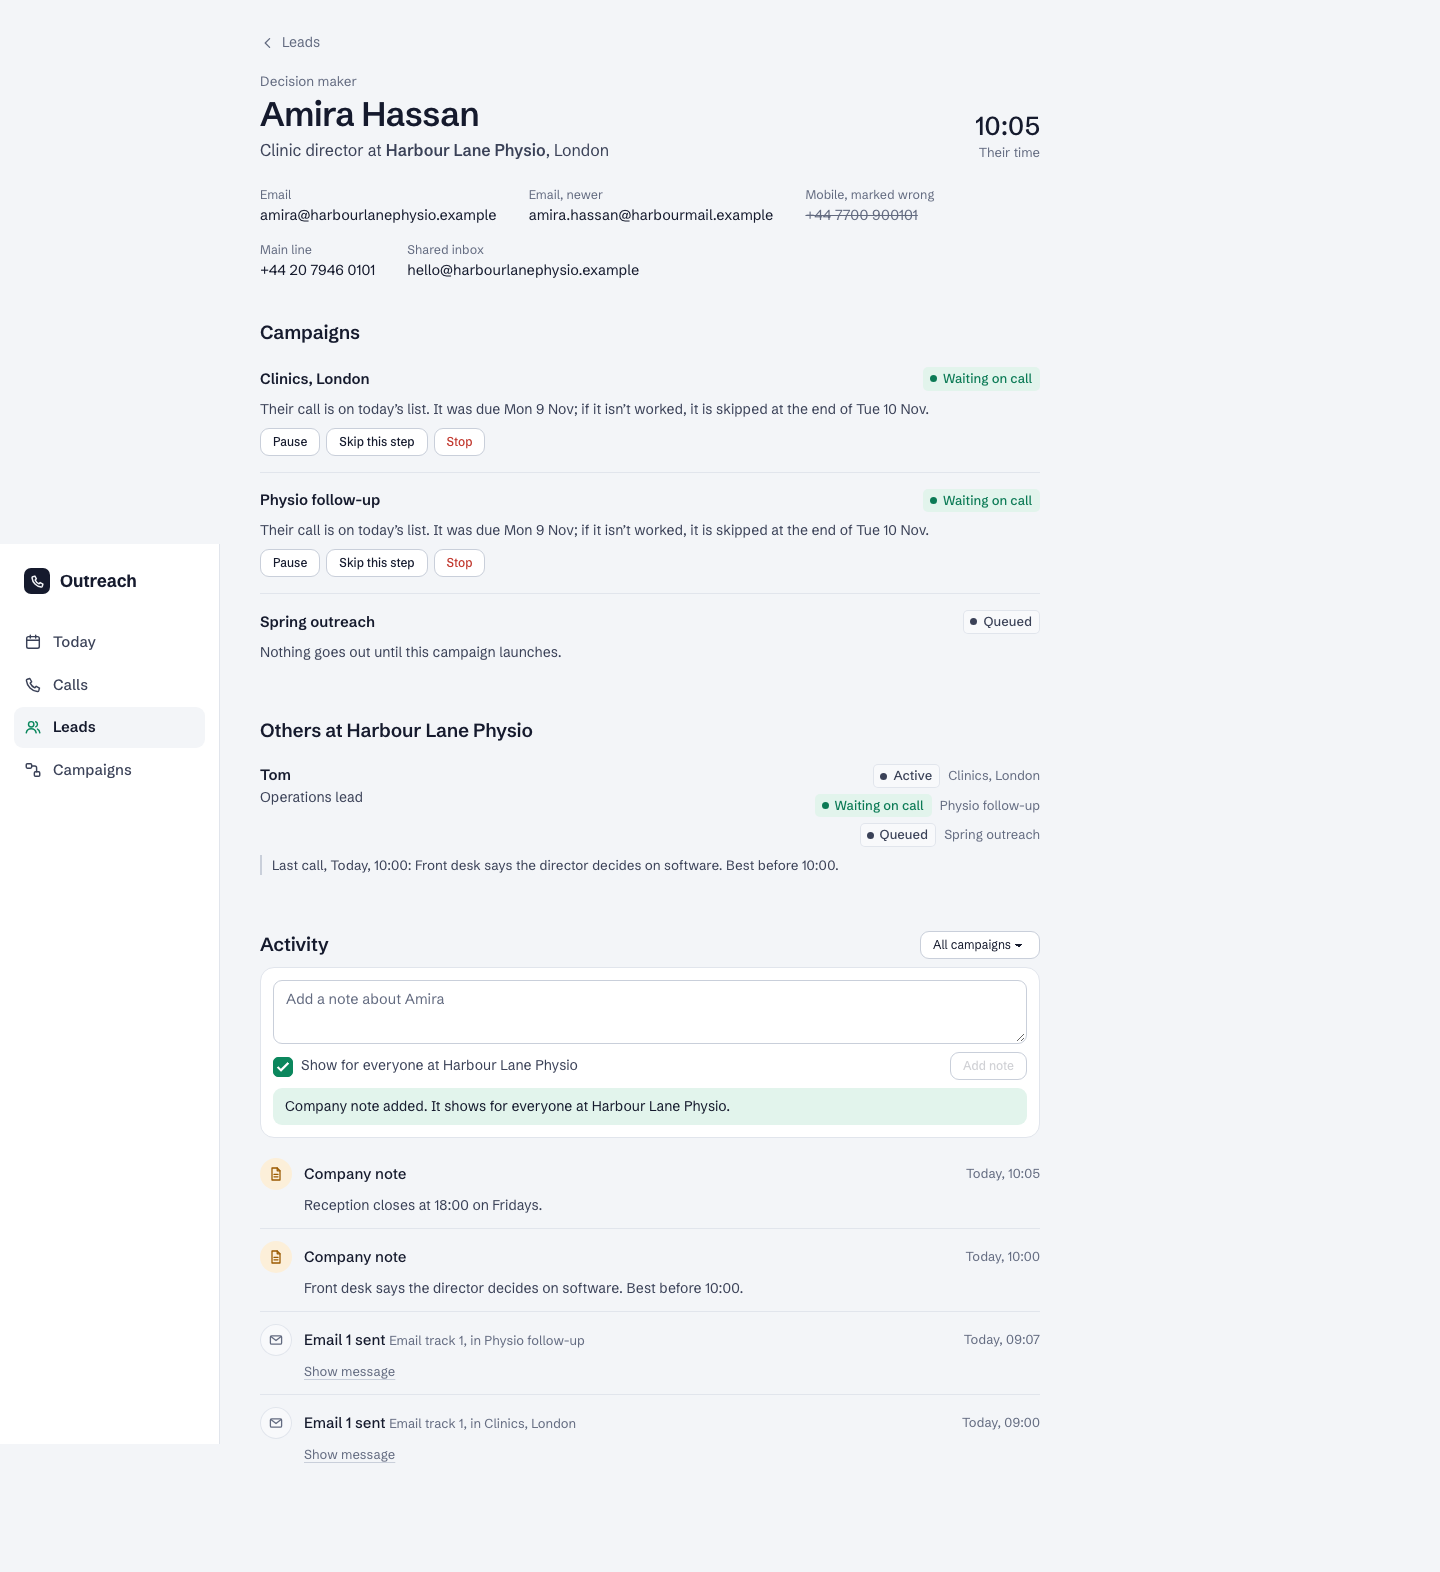 Leads
Decision maker
Amira Hassan
Clinic director at Harbour Lane Physio, London
10:05
Their time
Email
amira@harbourlanephysio.example
Email, newer
amira.hassan@harbourmail.example
Mobile, marked wrong
+44 7700 900101
Main line
+44 20 7946 0101
Shared inbox
hello@harbourlanephysio.example
Campaigns
Clinics, London
Waiting on call
Their call is on today’s list. It was due Mon 9 Nov; if it isn’t worked, it is skipped at the end of Tue 10 Nov.
Pause
Skip this step
Stop
Physio follow-up
Waiting on call
Their call is on today’s list. It was due Mon 9 Nov; if it isn’t worked, it is skipped at the end of Tue 10 Nov.
Pause
Skip this step
Stop
Spring outreach
Queued
Nothing goes out until this campaign launches.
Outreach
Today
Calls
Leads
Campaigns
Others at Harbour Lane Physio
Tom
Operations lead
Active Clinics, London
Waiting on call Physio follow-up
Queued Spring outreach
Last call, Today, 10:00: Front desk says the director decides on software. Best before 10:00.
Activity
All campaigns
Add a note about Amira
Show for everyone at Harbour Lane Physio
Add note
Company note added. It shows for everyone at Harbour Lane Physio.
Company note
Today, 10:05
Reception closes at 18:00 on Fridays.
Company note
Today, 10:00
Front desk says the director decides on software. Best before 10:00.
Email 1 sent Email track 1, in Physio follow-up
Today, 09:07
Show message
Email 1 sent Email track 1, in Clinics, London
Today, 09:00
Show message